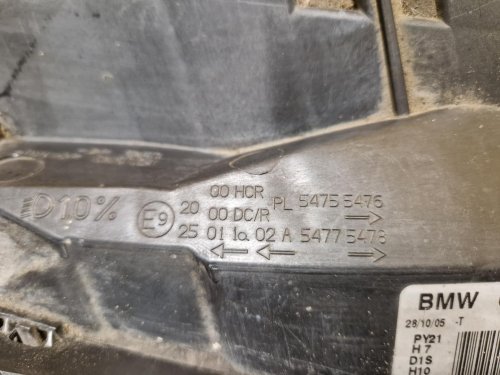 00 HCR PL 5475 5476
10% E9 20 00 DC/R
25 01 1a 02 A 5477 5478
BMW
28/10/05 -T
PY21
H7
D1S
H10